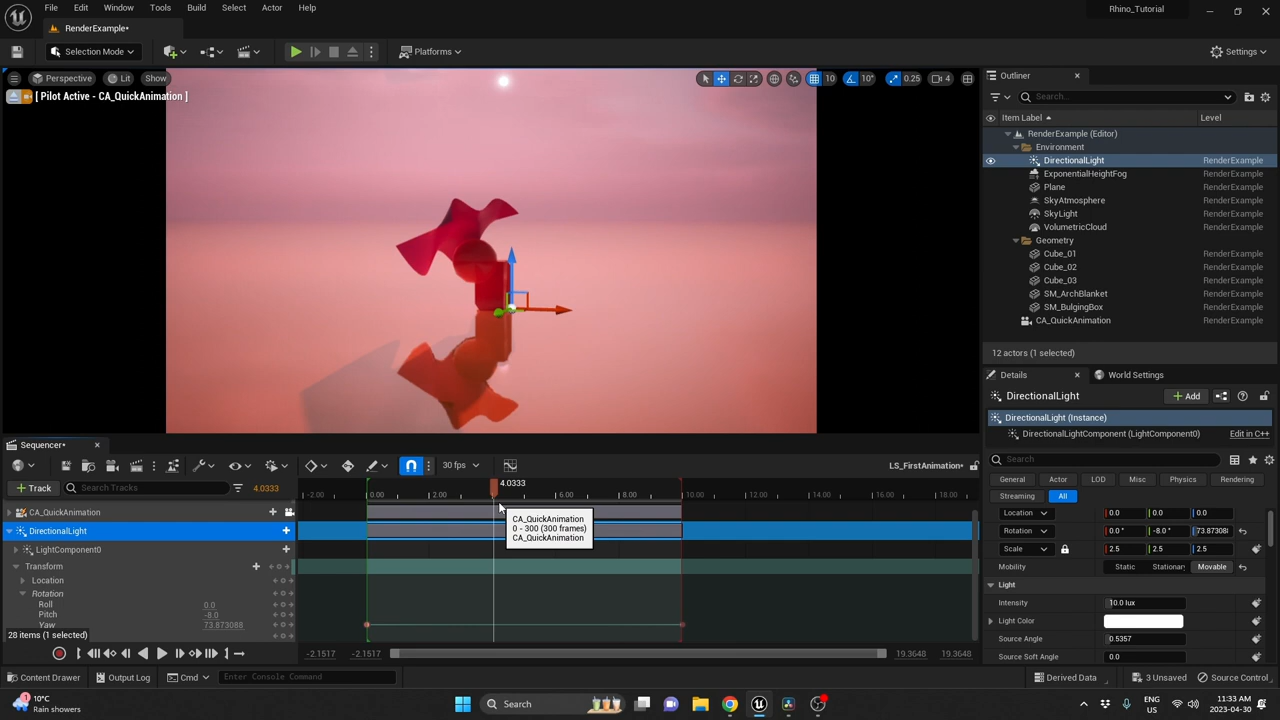 File Edit Window Tools Build Select Actor Help
Rhino_Tutorial
RenderExample*
Selection Mode
Platforms
Settings
Perspective Lit Show
10 10° 0.25 4
[ Pilot Active - CA_QuickAnimation ]
Outliner
Search...
Item Label Level
RenderExample (Editor)
Environment
DirectionalLight RenderExample
ExponentialHeightFog RenderExample
Plane RenderExample
SkyAtmosphere RenderExample
SkyLight RenderExample
VolumetricCloud RenderExample
Geometry
Cube_01 RenderExample
Cube_02 RenderExample
Cube_03 RenderExample
SM_ArchBlanket RenderExample
SM_BulgingBox RenderExample
CA_QuickAnimation RenderExample
12 actors (1 selected)
Details World Settings
DirectionalLight
Add
DirectionalLight (Instance)
DirectionalLightComponent (LightComponent0) Edit in C++
Search
General Actor LOD Misc Physics Rendering
Streaming All
Location 0.0 0.0 0.0
Rotation 0.0 ° -8.0 ° 73.87308
Scale 2.5 2.5 2.5
Mobility Static Stationary Movable
Light
Intensity 10.0 lux
Light Color
Source Angle 0.5357
Source Soft Angle 0.0
Sequencer*
30 fps
LS_FirstAnimation*
Track Search Tracks 4.0333
4.0333
-2.00 0.00 2.00 6.00 8.00 10.00 12.00 14.00 16.00 18.00
CA_QuickAnimation
DirectionalLight
LightComponent0
Transform
Location
Rotation
Roll 0.0
Pitch -8.0
Yaw 73.873088
28 items (1 selected)
CA_QuickAnimation
0 - 300 (300 frames)
CA_QuickAnimation
-2.1517 -2.1517 19.3648 19.3648
Content Drawer Output Log Cmd Enter Console Command
Derived Data 3 Unsaved Source Control
1
10°C
Rain showers
Search
ENG
US
11:33 AM
2023-04-30